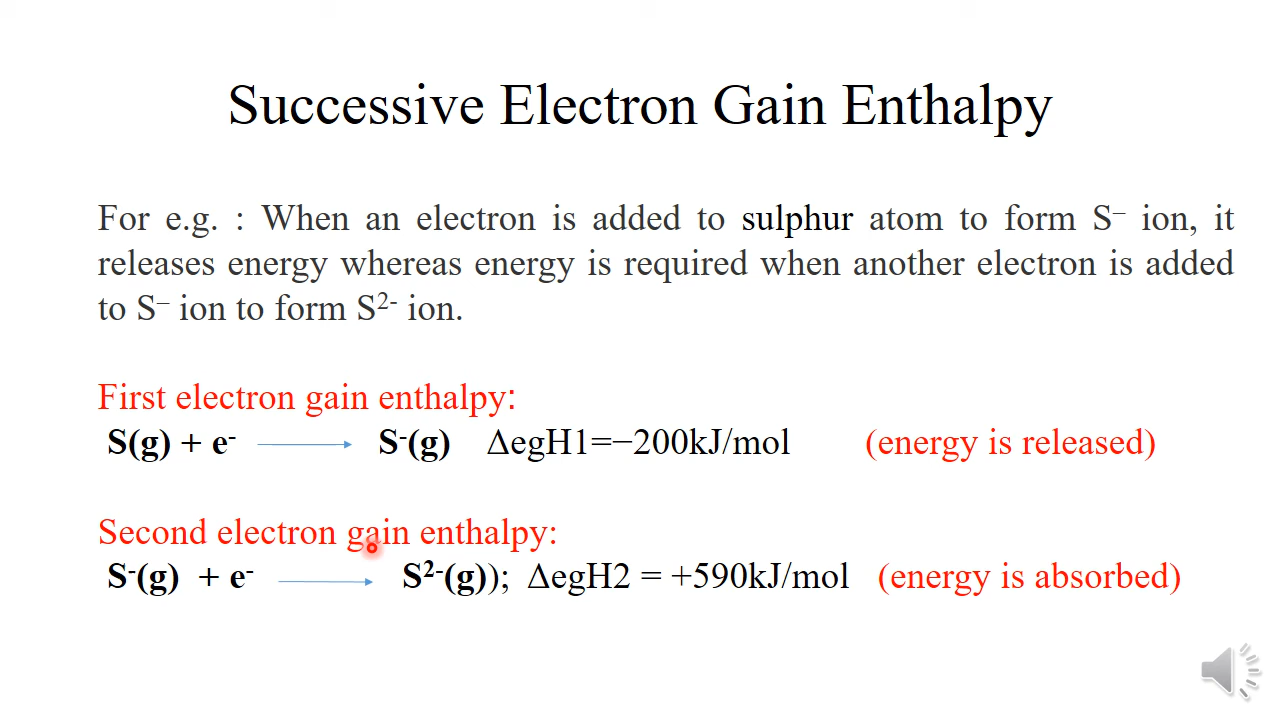 Successive Electron Gain Enthalpy
For e.g. : When an electron is added to sulphur atom to form S⁻ ion, it
releases energy whereas energy is required when another electron is added
to S⁻ ion to form S²⁻ ion.
First electron gain enthalpy:
S(g) + e⁻ → S⁻(g) ΔegH1=−200kJ/mol (energy is released)
Second electron gain enthalpy:
S⁻(g) + e⁻ → S²⁻(g)); ΔegH2 = +590kJ/mol (energy is absorbed)